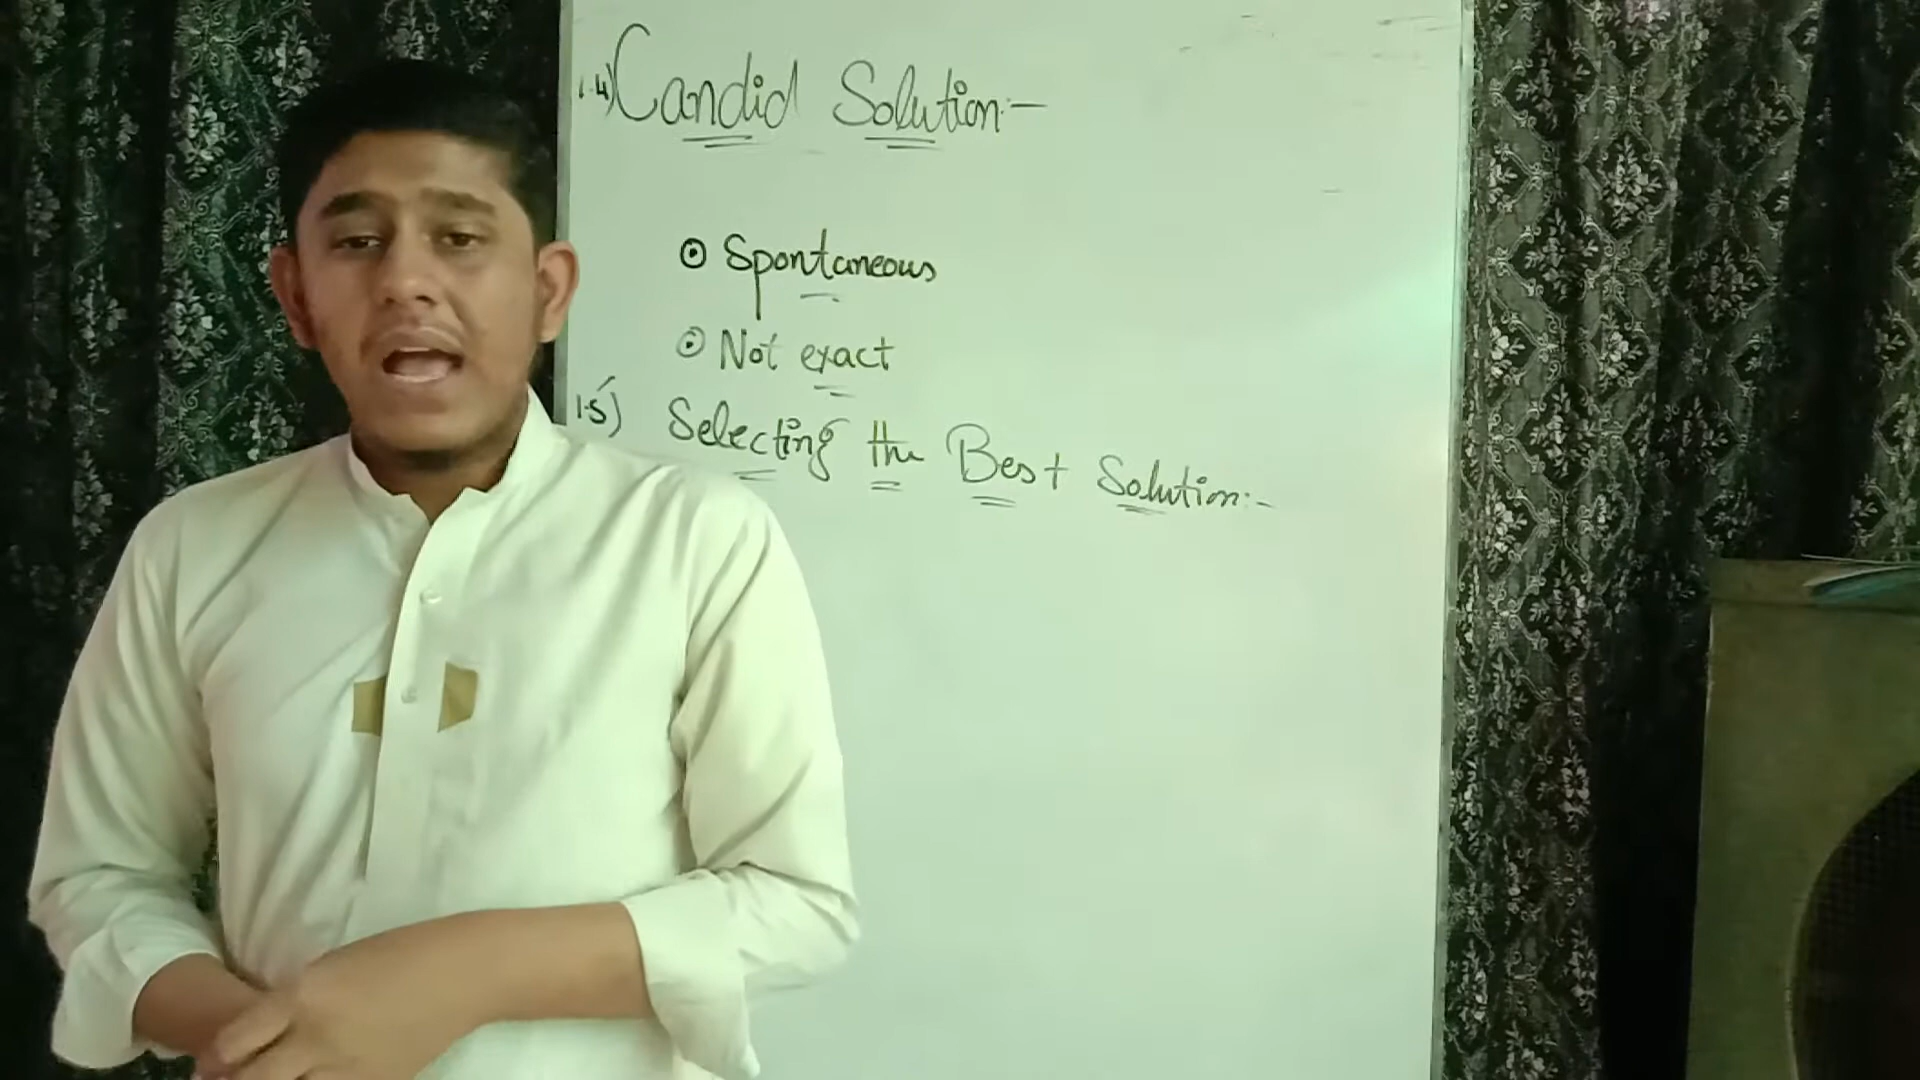 1.4) Candid Solution:-
⊙ Spontaneous
⊙ Not exact
1.5) Selecting the Best Solution:-